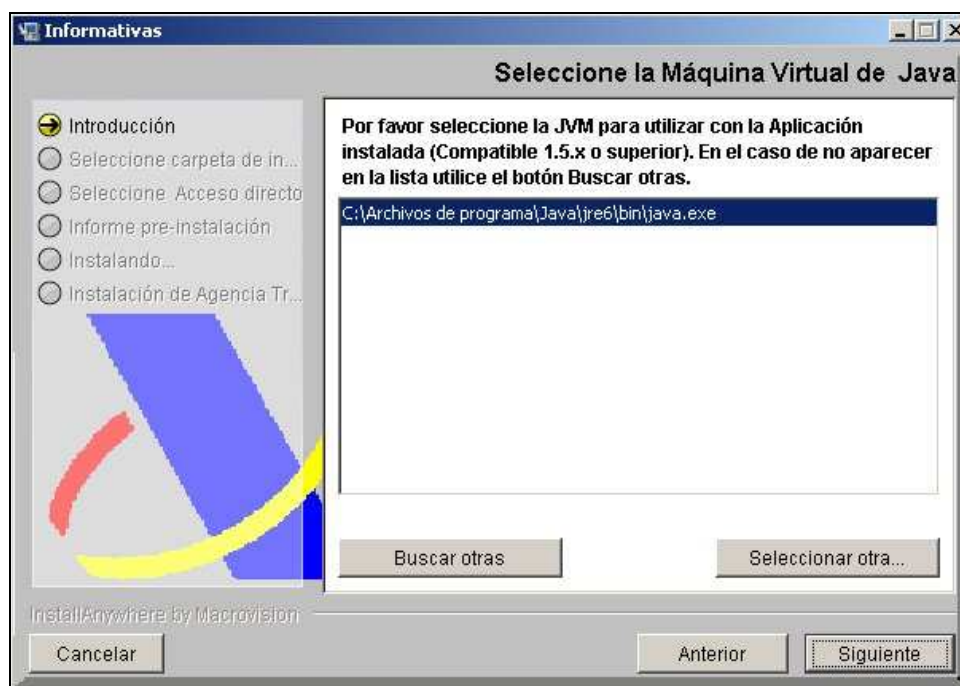 Informativas
Seleccione la Máquina Virtual de Java
Introducción
Seleccione carpeta de in...
Seleccione Acceso directo
Informe pre-instalación
Instalando...
Instalación de Agencia Tr...
Por favor seleccione la JVM para utilizar con la Aplicación
instalada (Compatible 1.5.x o superior). En el caso de no aparecer
en la lista utilice el botón Buscar otras.
C:\Archivos de programa\Java\jre6\bin\java.exe
Buscar otras
Seleccionar otra...
InstallAnywhere by Macrovision
Cancelar
Anterior
Siguiente